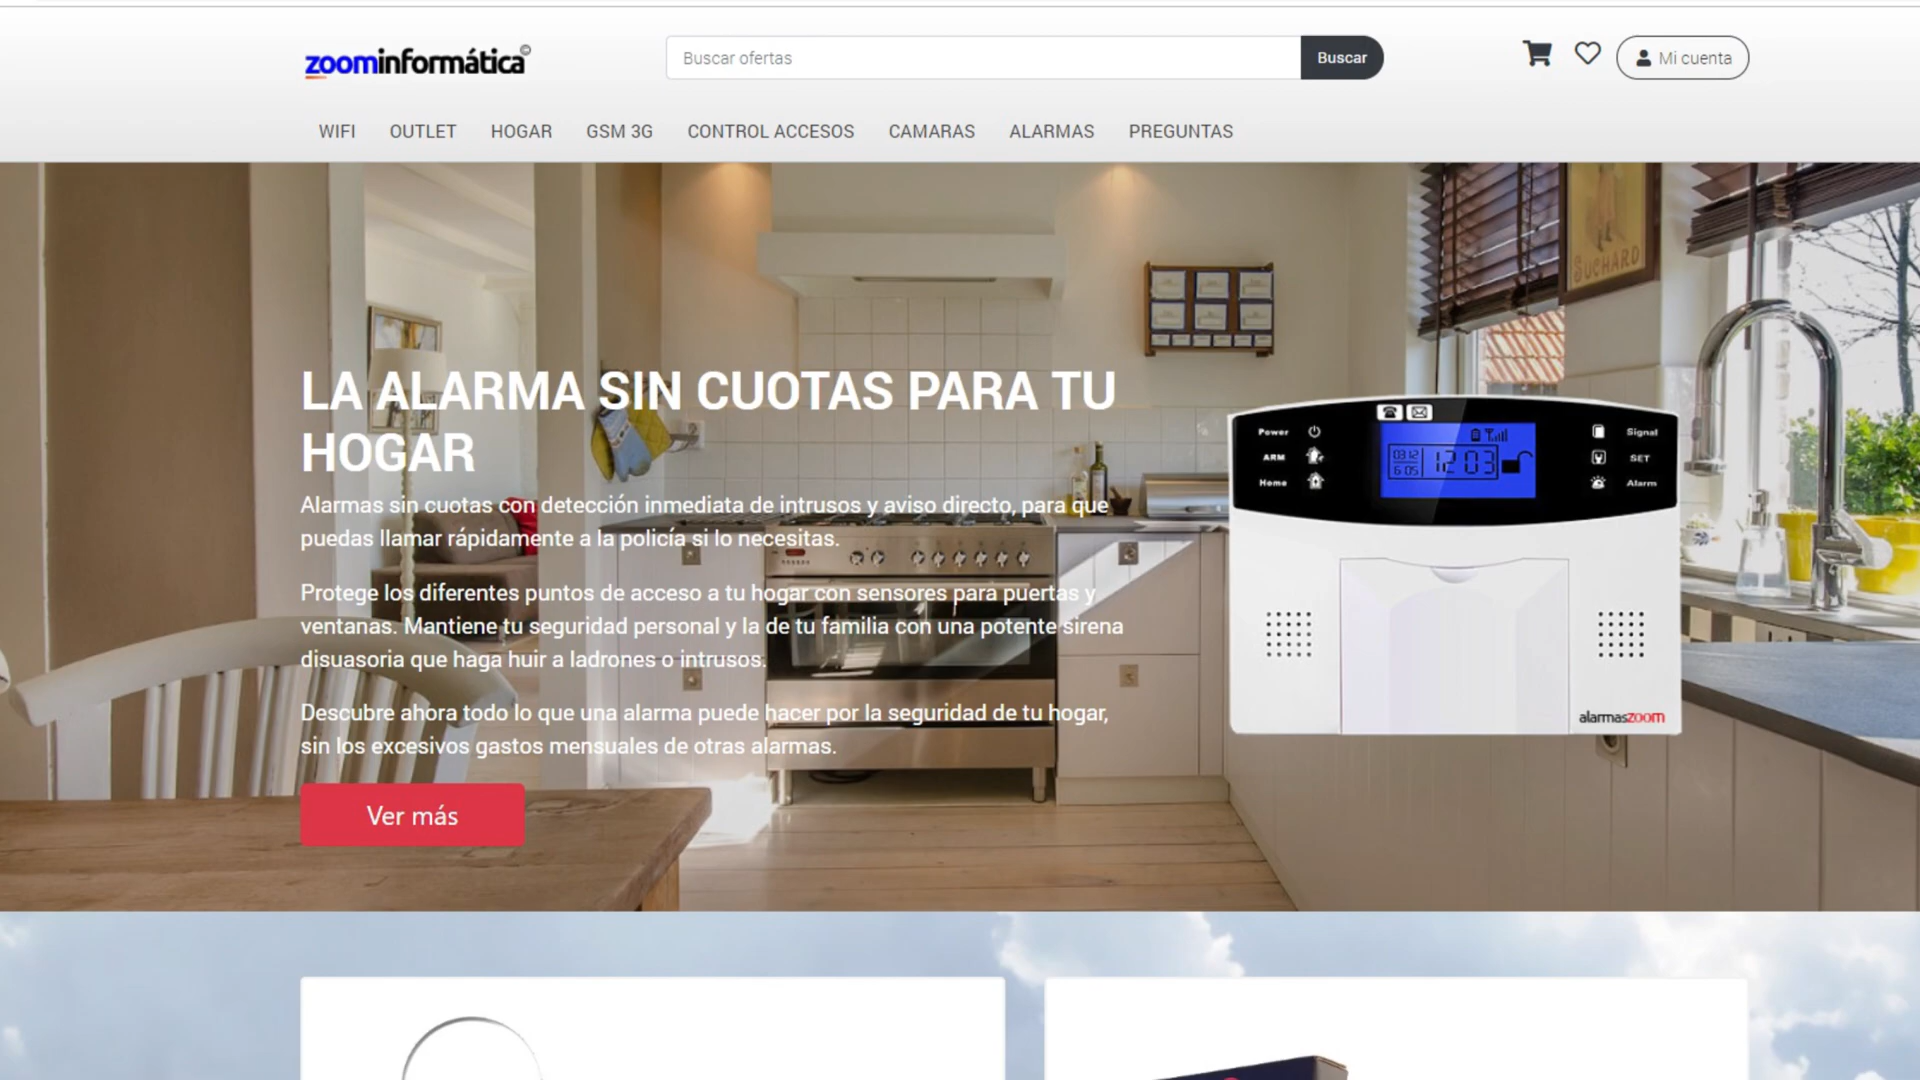 zoominformática©
Buscar ofertas
Buscar
Mi cuenta
WIFI
OUTLET
HOGAR
GSM 3G
CONTROL ACCESOS
CAMARAS
ALARMAS
PREGUNTAS
SUCHARD
LA ALARMA SIN CUOTAS PARA TU
HOGAR
Alarmas sin cuotas con detección inmediata de intrusos y aviso directo, para que
puedas llamar rápidamente a la policía si lo necesitas.
Protege los diferentes puntos de acceso a tu hogar con sensores para puertas y
ventanas. Mantiene tu seguridad personal y la de tu familia con una potente sirena
disuasoria que haga huir a ladrones o intrusos.
Descubre ahora todo lo que una alarma puede hacer por la seguridad de tu hogar,
sin los excesivos gastos mensuales de otras alarmas.
Ver más
Power
ARM
Home
03 12
6 05
12 03
Signal
SET
Alarm
alarmaszoom